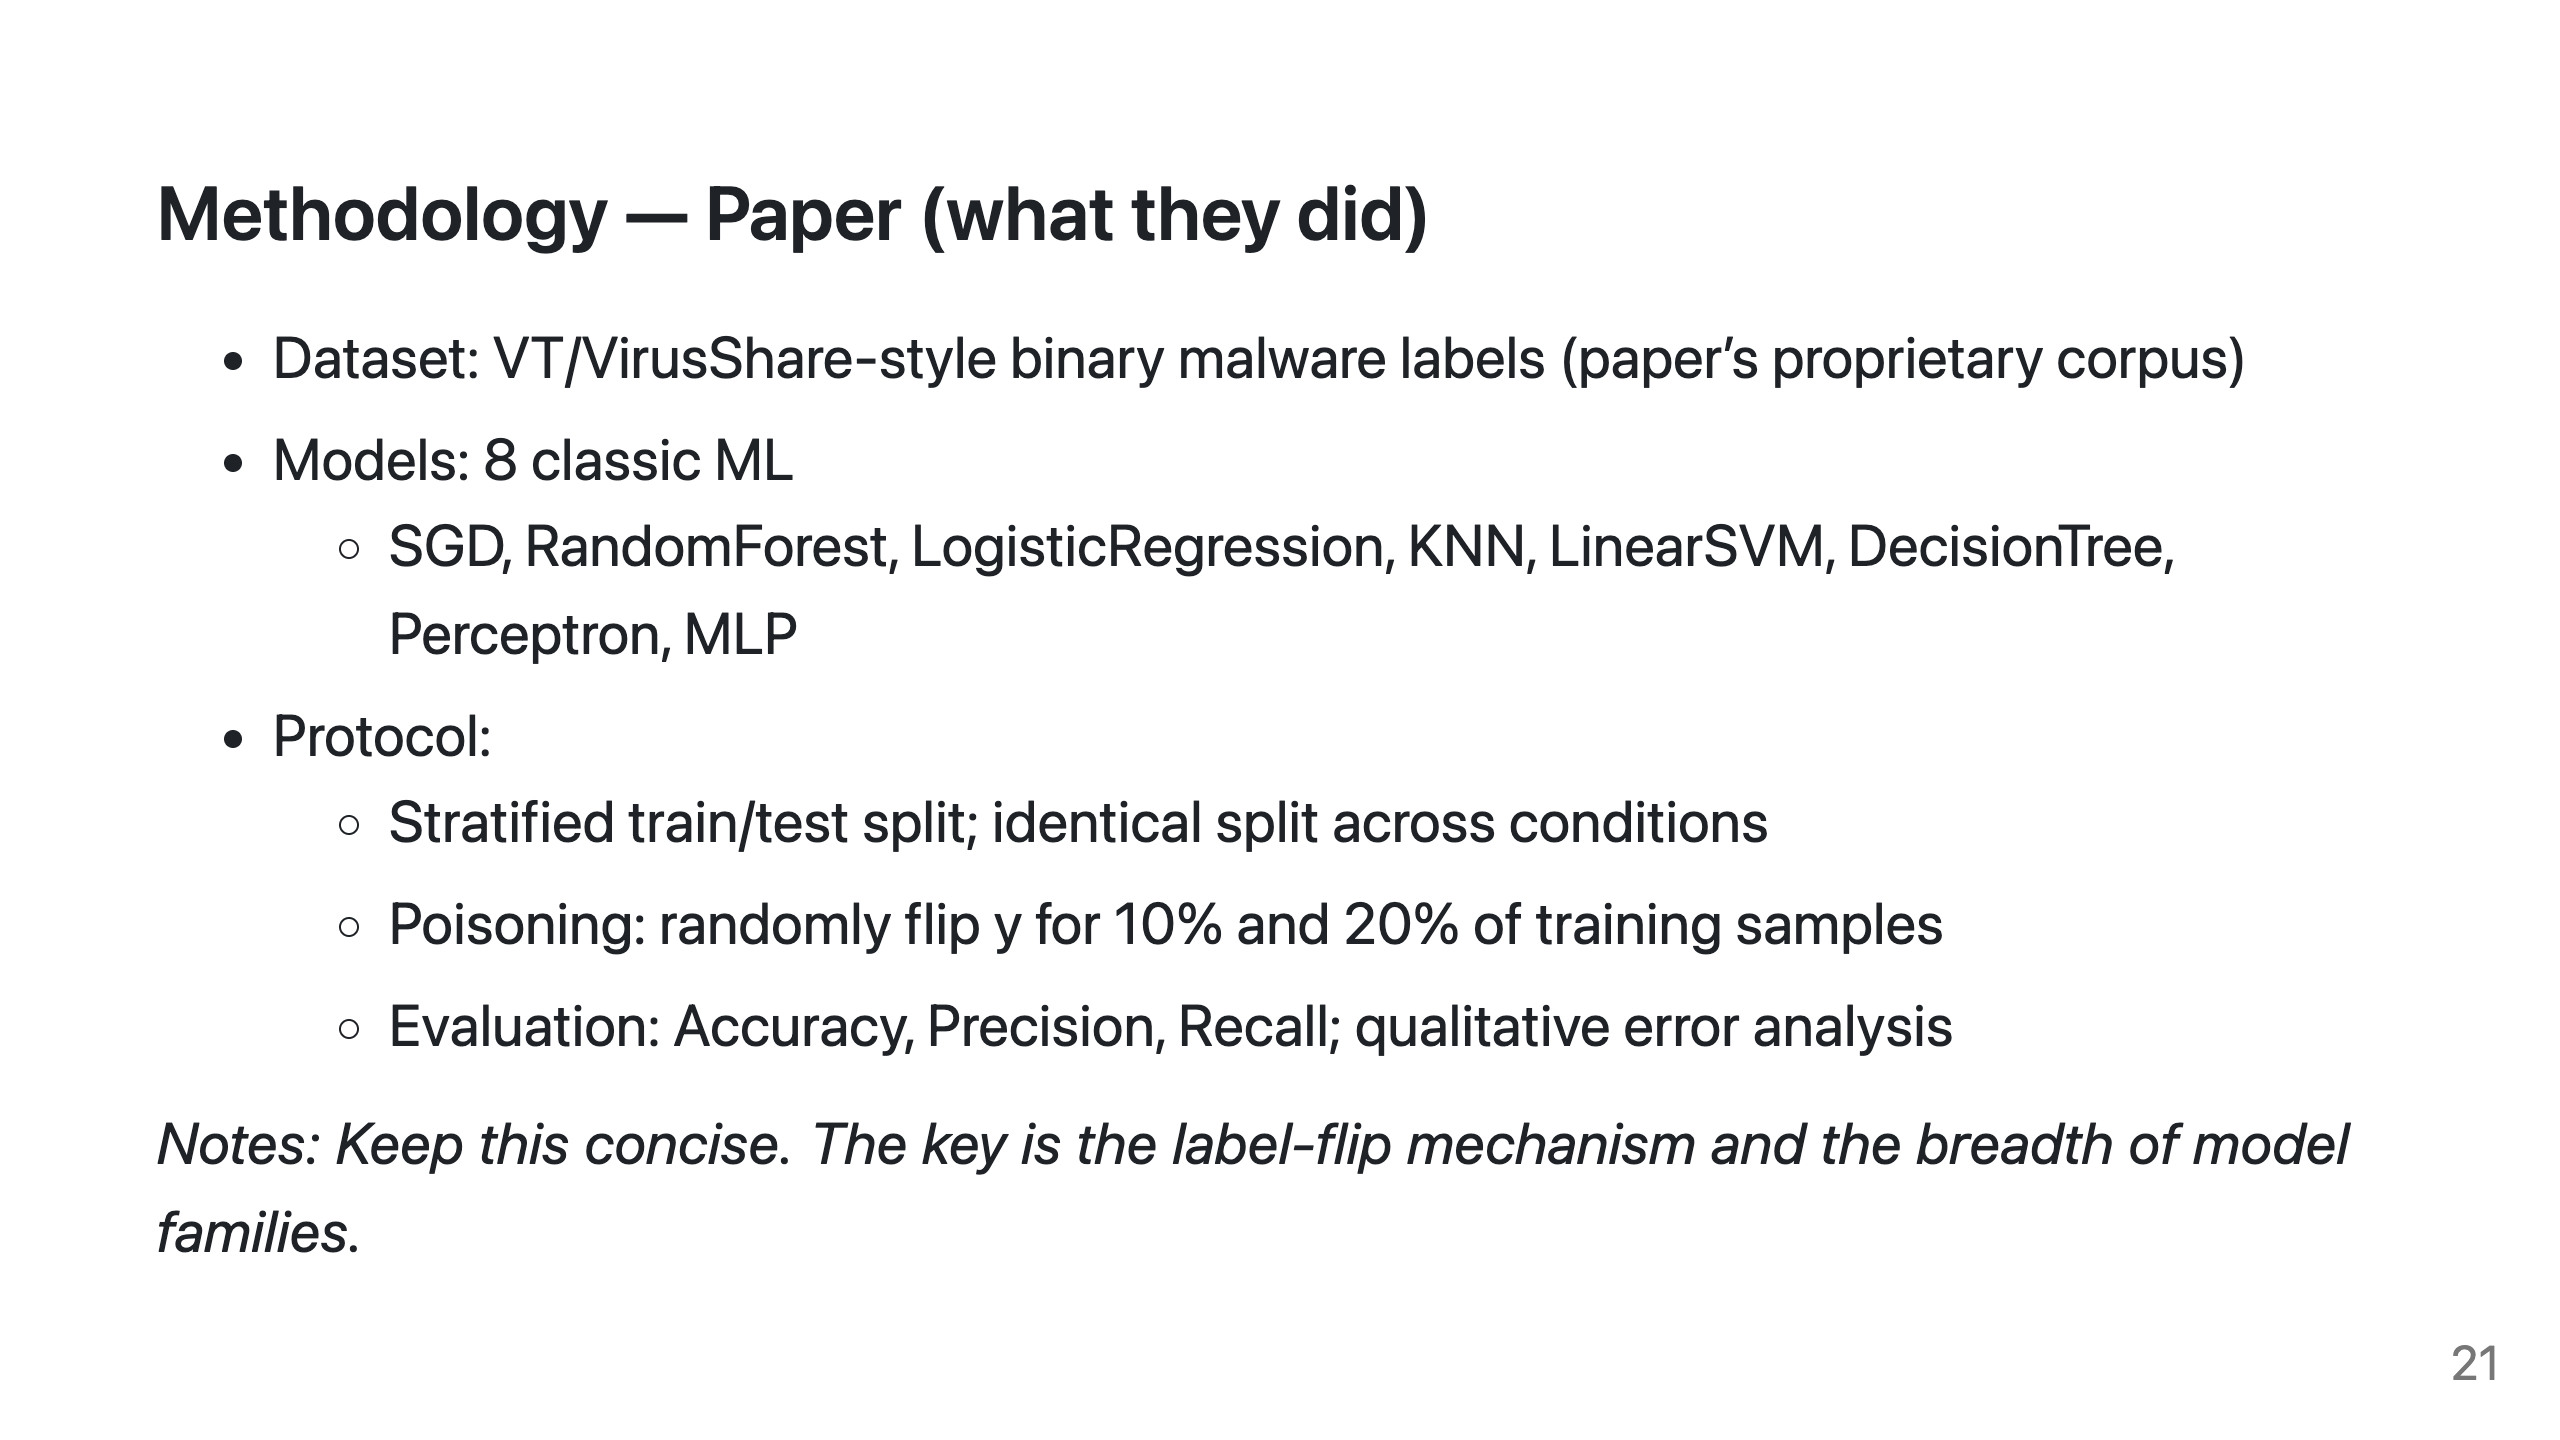 Methodology — Paper (what they did)
• Dataset: VT/VirusShare-style binary malware labels (paper’s proprietary corpus)
• Models: 8 classic ML
◦ SGD, RandomForest, LogisticRegression, KNN, LinearSVM, DecisionTree,
Perceptron, MLP
• Protocol:
◦ Stratified train/test split; identical split across conditions
◦ Poisoning: randomly flip y for 10% and 20% of training samples
◦ Evaluation: Accuracy, Precision, Recall; qualitative error analysis
Notes: Keep this concise. The key is the label-flip mechanism and the breadth of model
families.
21